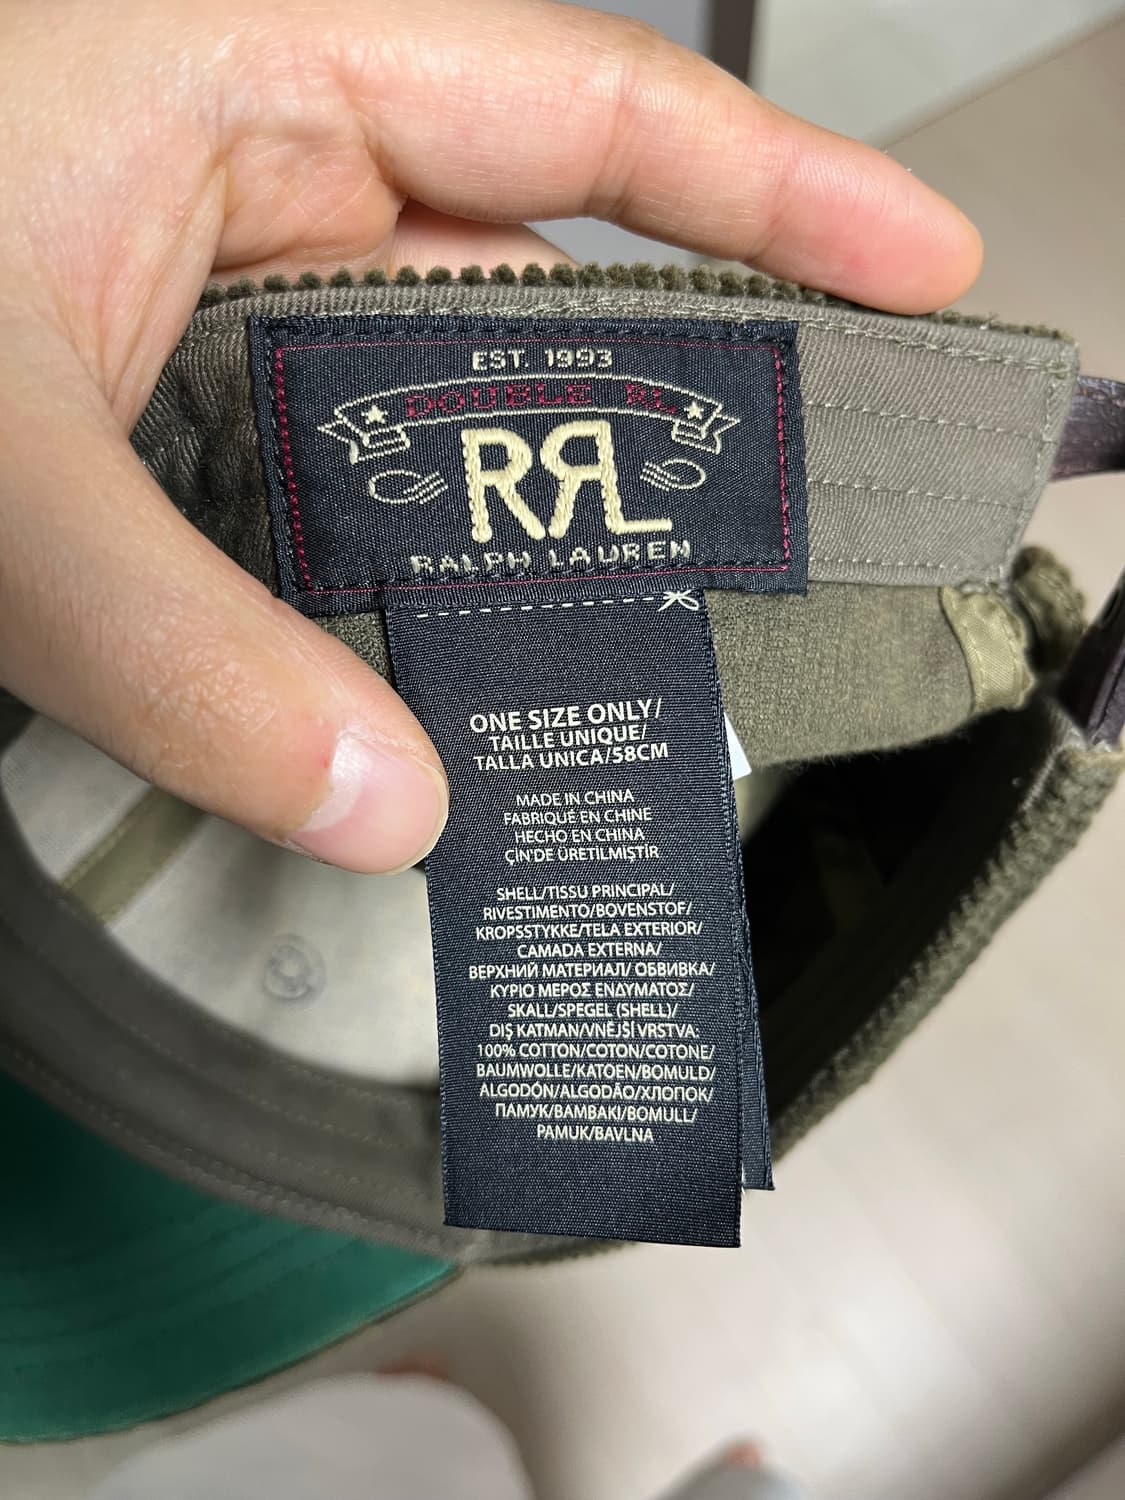 EST. 1993
DOUBLE RL
RRL
RALPH LAUREN
ONE SIZE ONLY/
TAILLE UNIQUE/
TALLA UNICA/58CM
MADE IN CHINA
FABRIQUÉ EN CHINE
HECHO EN CHINA
ÇİN'DE ÜRETILMIŞTİR
SHELL/TISSU PRINCIPAL/
RIVESTIMENTO/BOVENSTOF/
KROPSSTYKKE/TELA EXTERIOR/
CAMADA EXTERNA/
ВЕРХНИЙ МАТЕРИАЛ/ ОБВИВКА/
ΚΥΡΙΟ ΜΕΡΟΣ ΕΝΔΥΜΑΤΟΣ/
SKALL/SPEGEL (SHELL)/
DIŞ KATMAN/VNĚJŠÍ VRSTVA:
100% COTTON/COTON/COTONE/
BAUMWOLLE/KATOEN/BOMULD/
ALGODÓN/ALGODÃO/ХЛОПОК/
ПАМУК/BAMBAKI/BOMULL/
PAMUK/BAVLNA